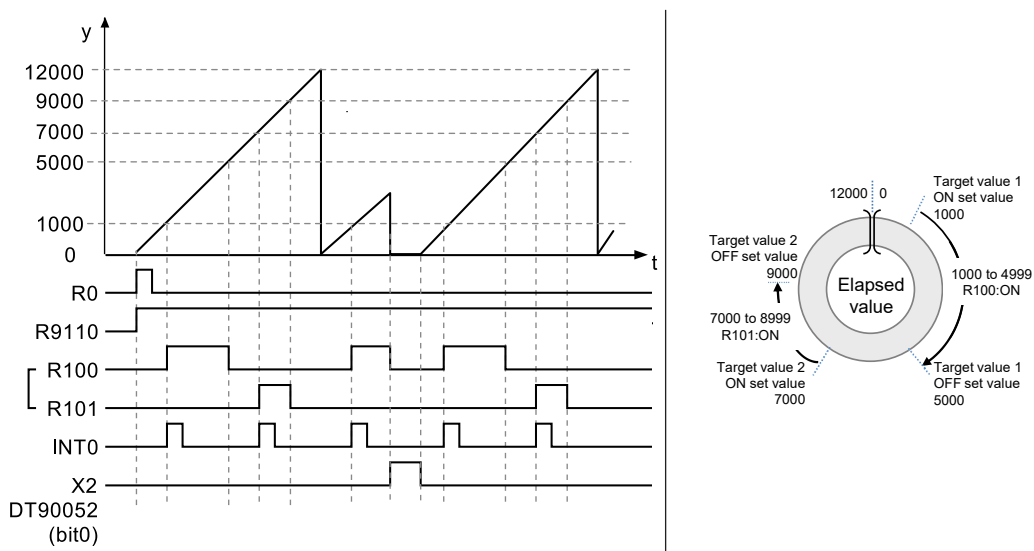 y
12000
9000
7000
5000
1000
0
t
R0
R9110
R100
R101
INT0
X2
DT90052
(bit0)
12000
0
Target value 1
ON set value
1000
Target value 2
OFF set value
9000
Elapsed
value
1000 to 4999
R100:ON
7000 to 8999
R101:ON
Target value 2
ON set value
7000
Target value 1
OFF set value
5000